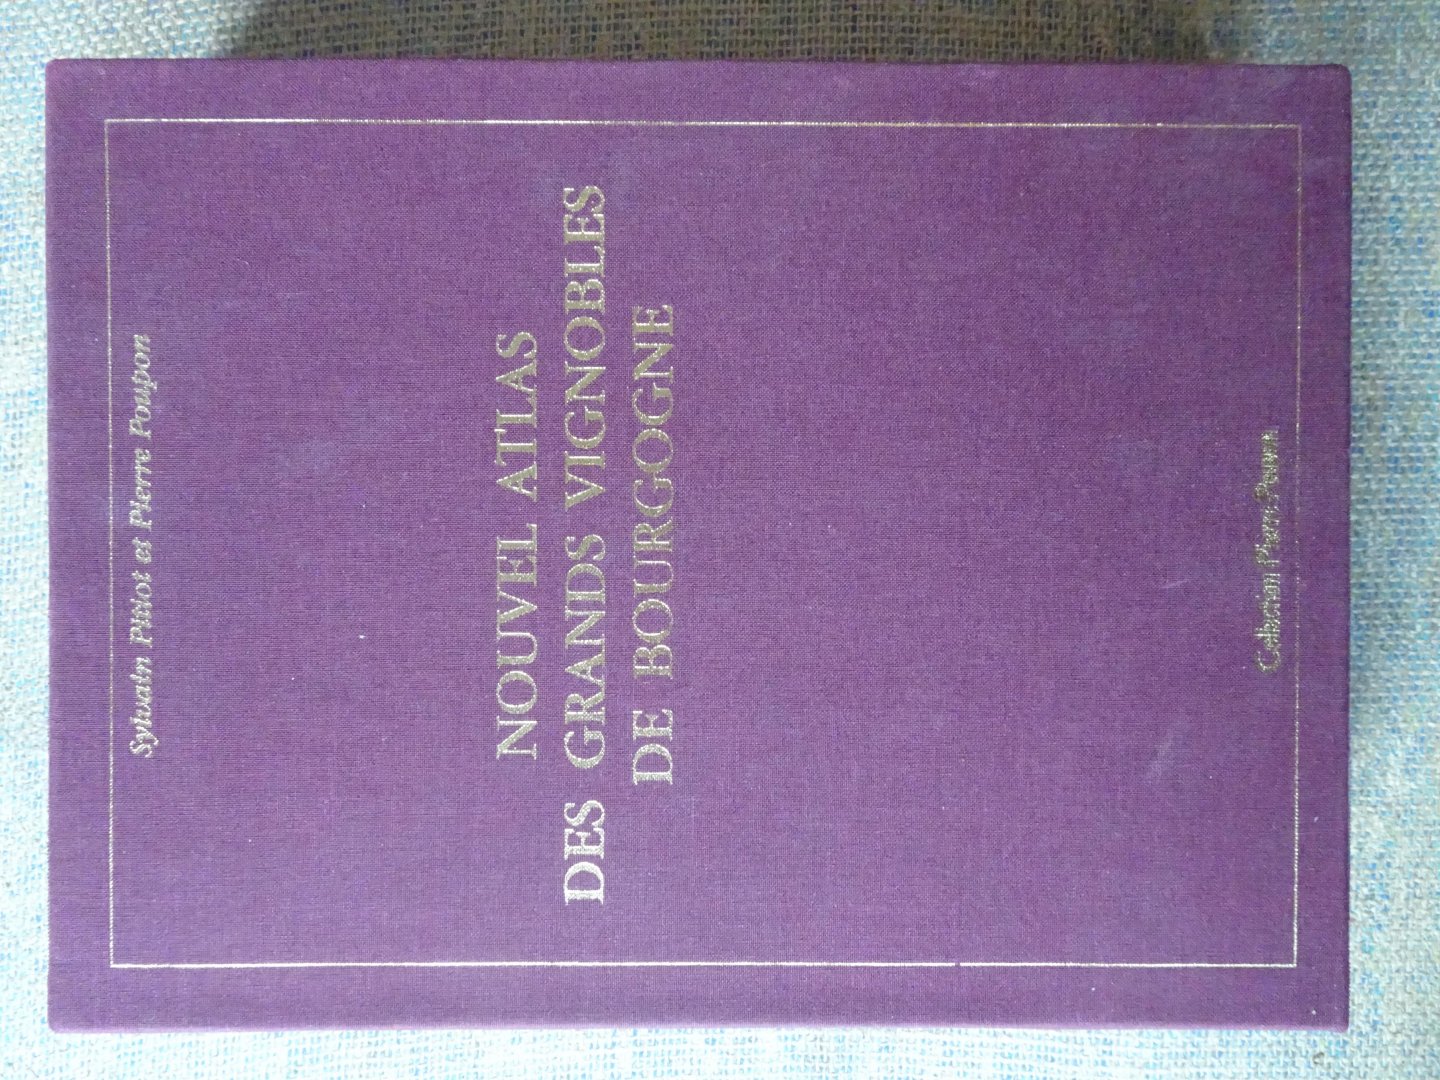 Sylvain Pitiot et Pierre Poupon
NOUVEL ATLAS
DES GRANDS VIGNOBLES
DE BOURGOGNE
Collection Pierre Poupon